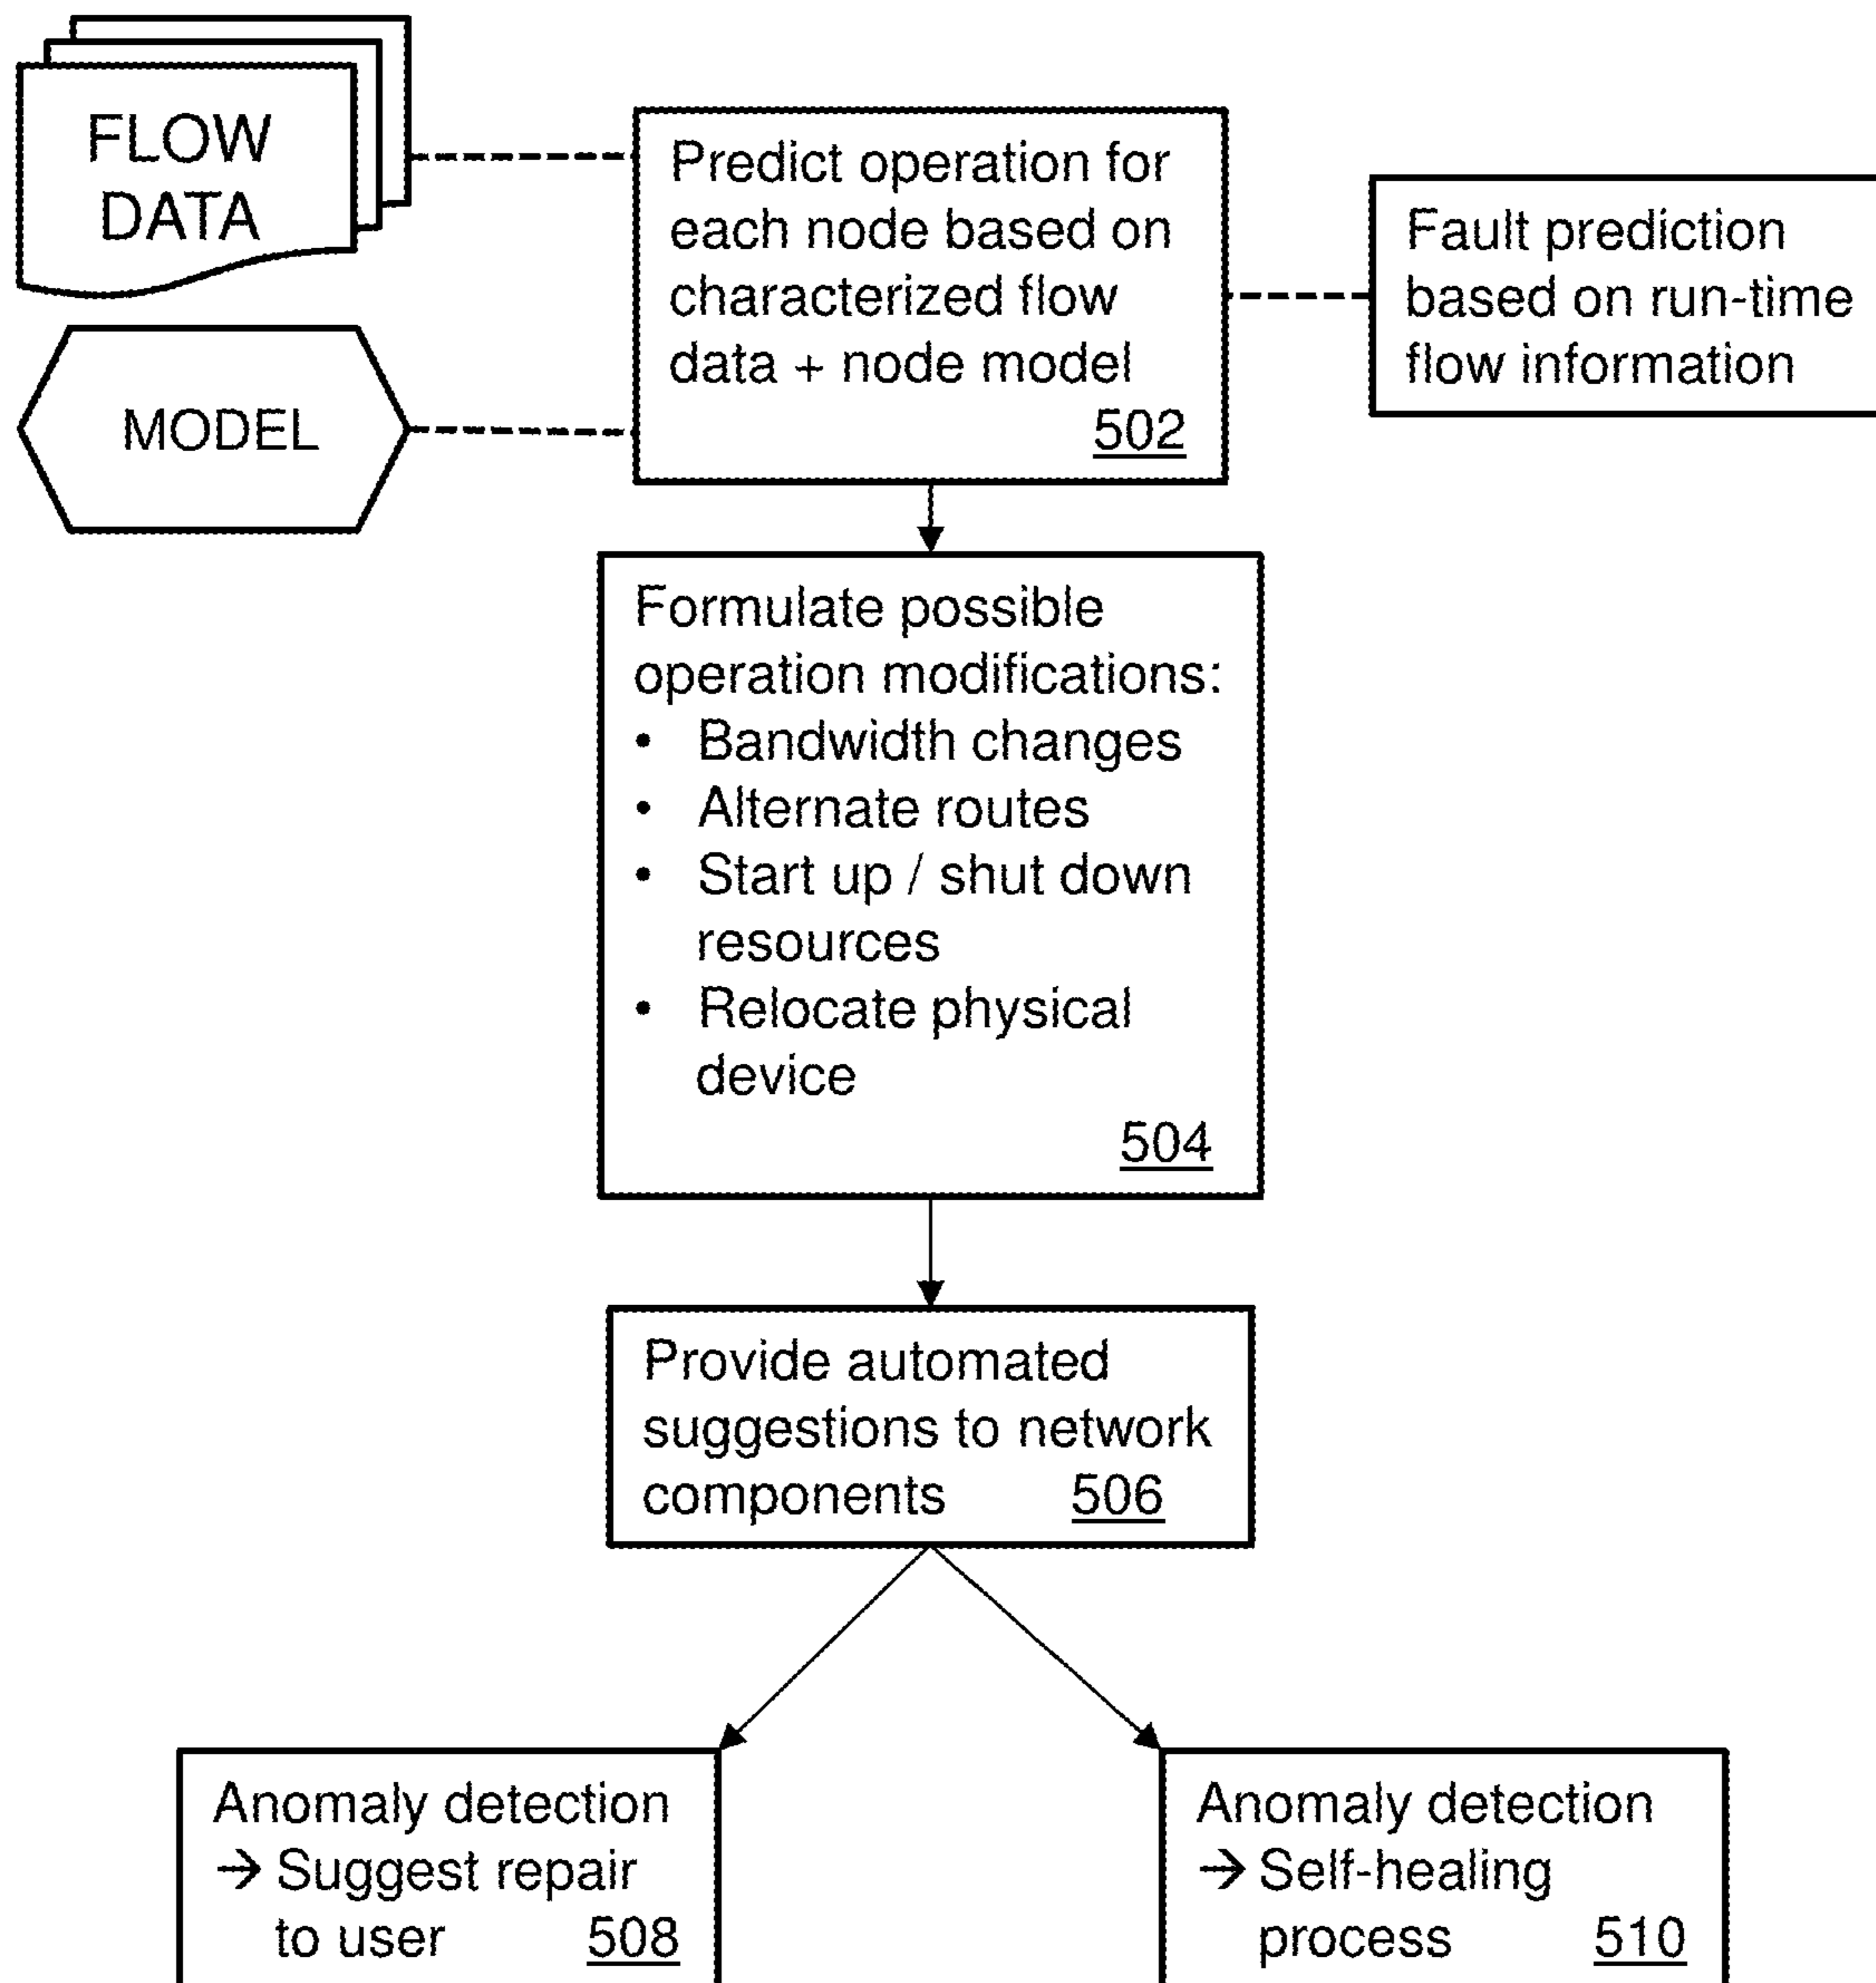 FLOW
DATA
MODEL
Predict operation for
each node based on
characterized flow
data + node model
502
Fault prediction
based on run-time
flow information
Formulate possible
operation modifications:
• Bandwidth changes
• Alternate routes
• Start up / shut down
resources
• Relocate physical
device
504
Provide automated
suggestions to network
components 506
Anomaly detection
→ Suggest repair
to user 508
Anomaly detection
→ Self-healing
process 510